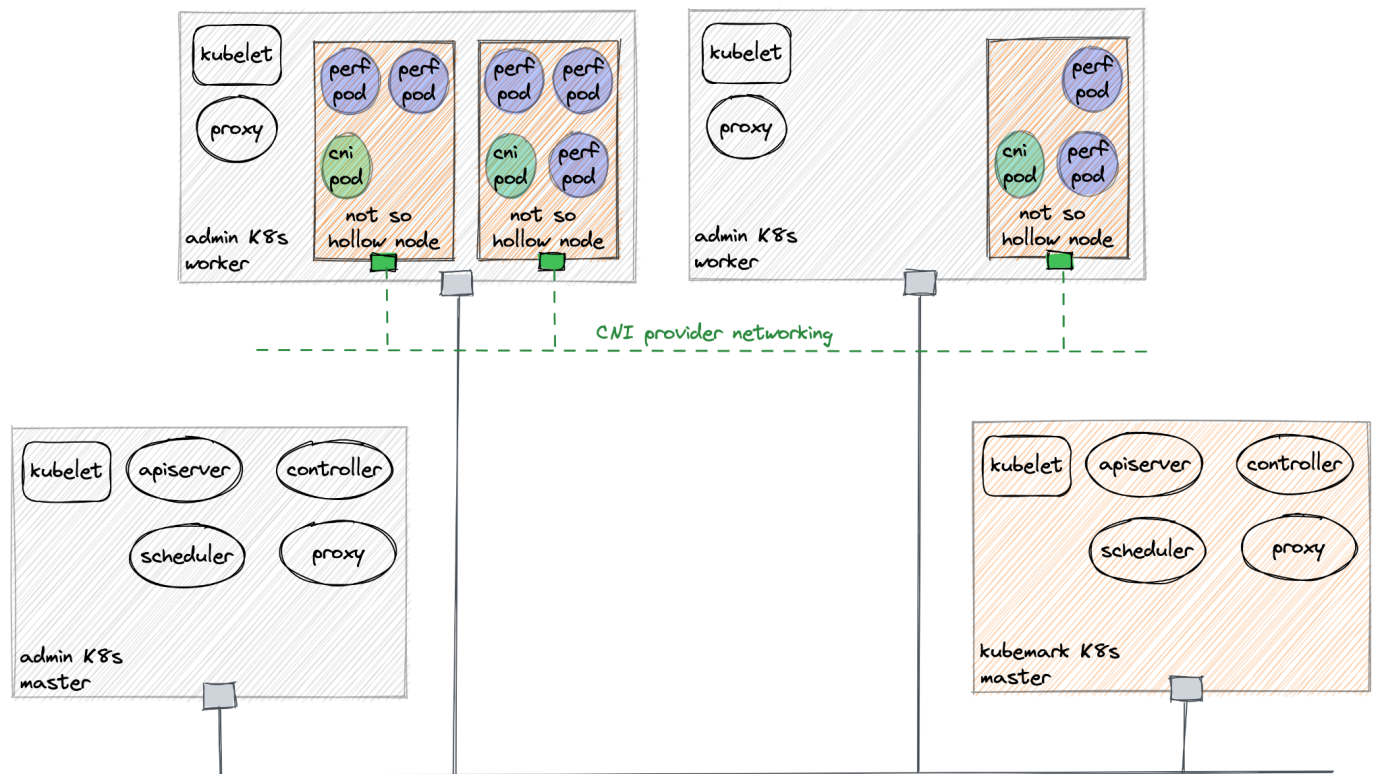 kubelet
proxy
admin K8s
worker
perf
pod
perf
pod
cni
pod
not so
hollow node
perf
pod
perf
pod
cni
pod
perf
pod
not so
hollow node
kubelet
proxy
admin K8s
worker
perf
pod
cni
pod
perf
pod
not so
hollow node
CNI provider networking
kubelet
apiserver
controller
scheduler
proxy
admin K8s
master
kubelet
apiserver
controller
scheduler
proxy
kubemark K8s
master